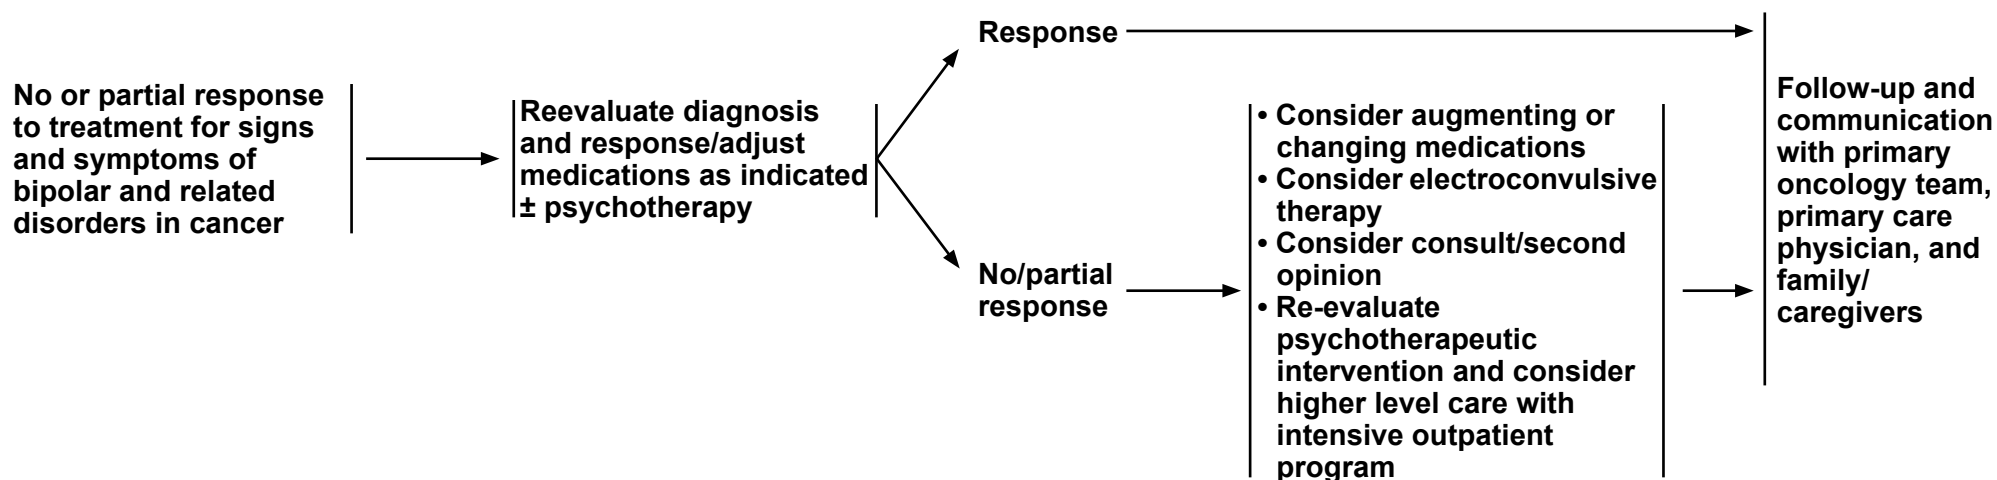 No or partial response
to treatment for signs
and symptoms of
bipolar and related
disorders in cancer
Reevaluate diagnosis
and response/adjust
medications as indicated
± psychotherapy
Response
No/partial
response
• Consider augmenting or
changing medications
• Consider electroconvulsive
therapy
• Consider consult/second
opinion
• Re-evaluate
psychotherapeutic
intervention and consider
higher level care with
intensive outpatient
program
Follow-up and
communication
with primary
oncology team,
primary care
physician, and
family/
caregivers